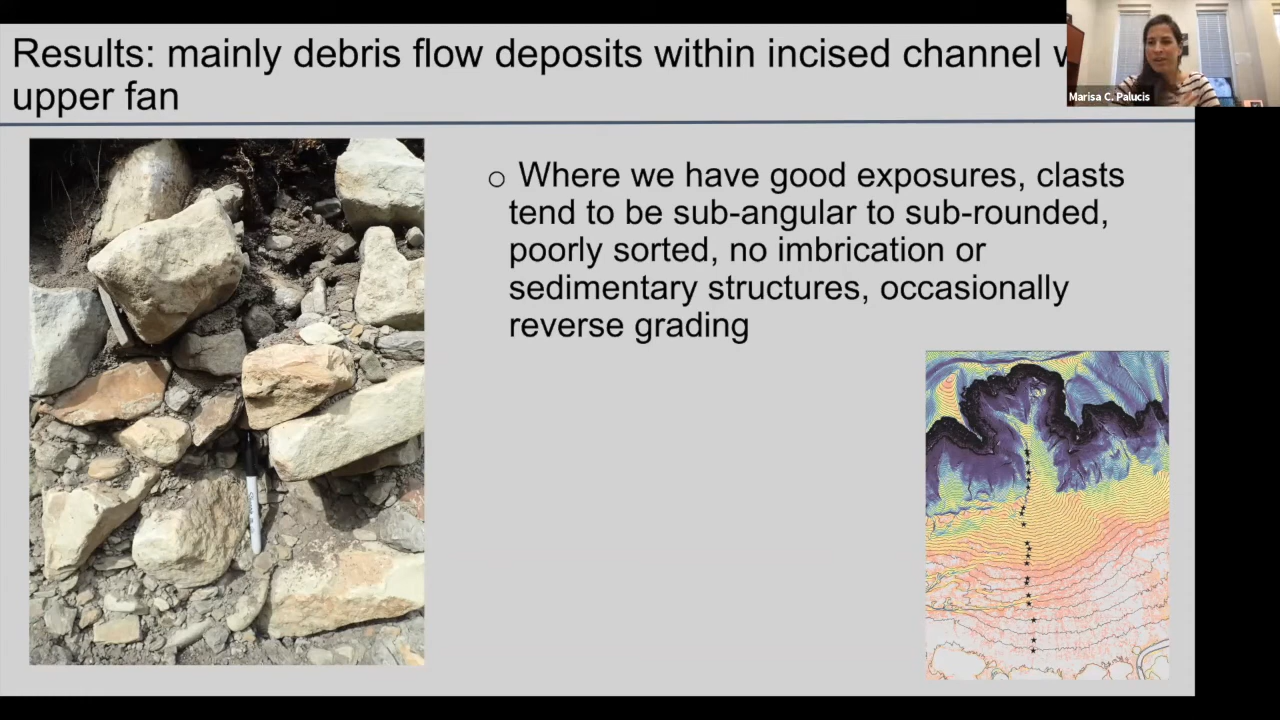 Results: mainly debris flow deposits within incised channel
upper fan
Marisa C. Palucis
○ Where we have good exposures, clasts
tend to be sub-angular to sub-rounded,
poorly sorted, no imbrication or
sedimentary structures, occasionally
reverse grading